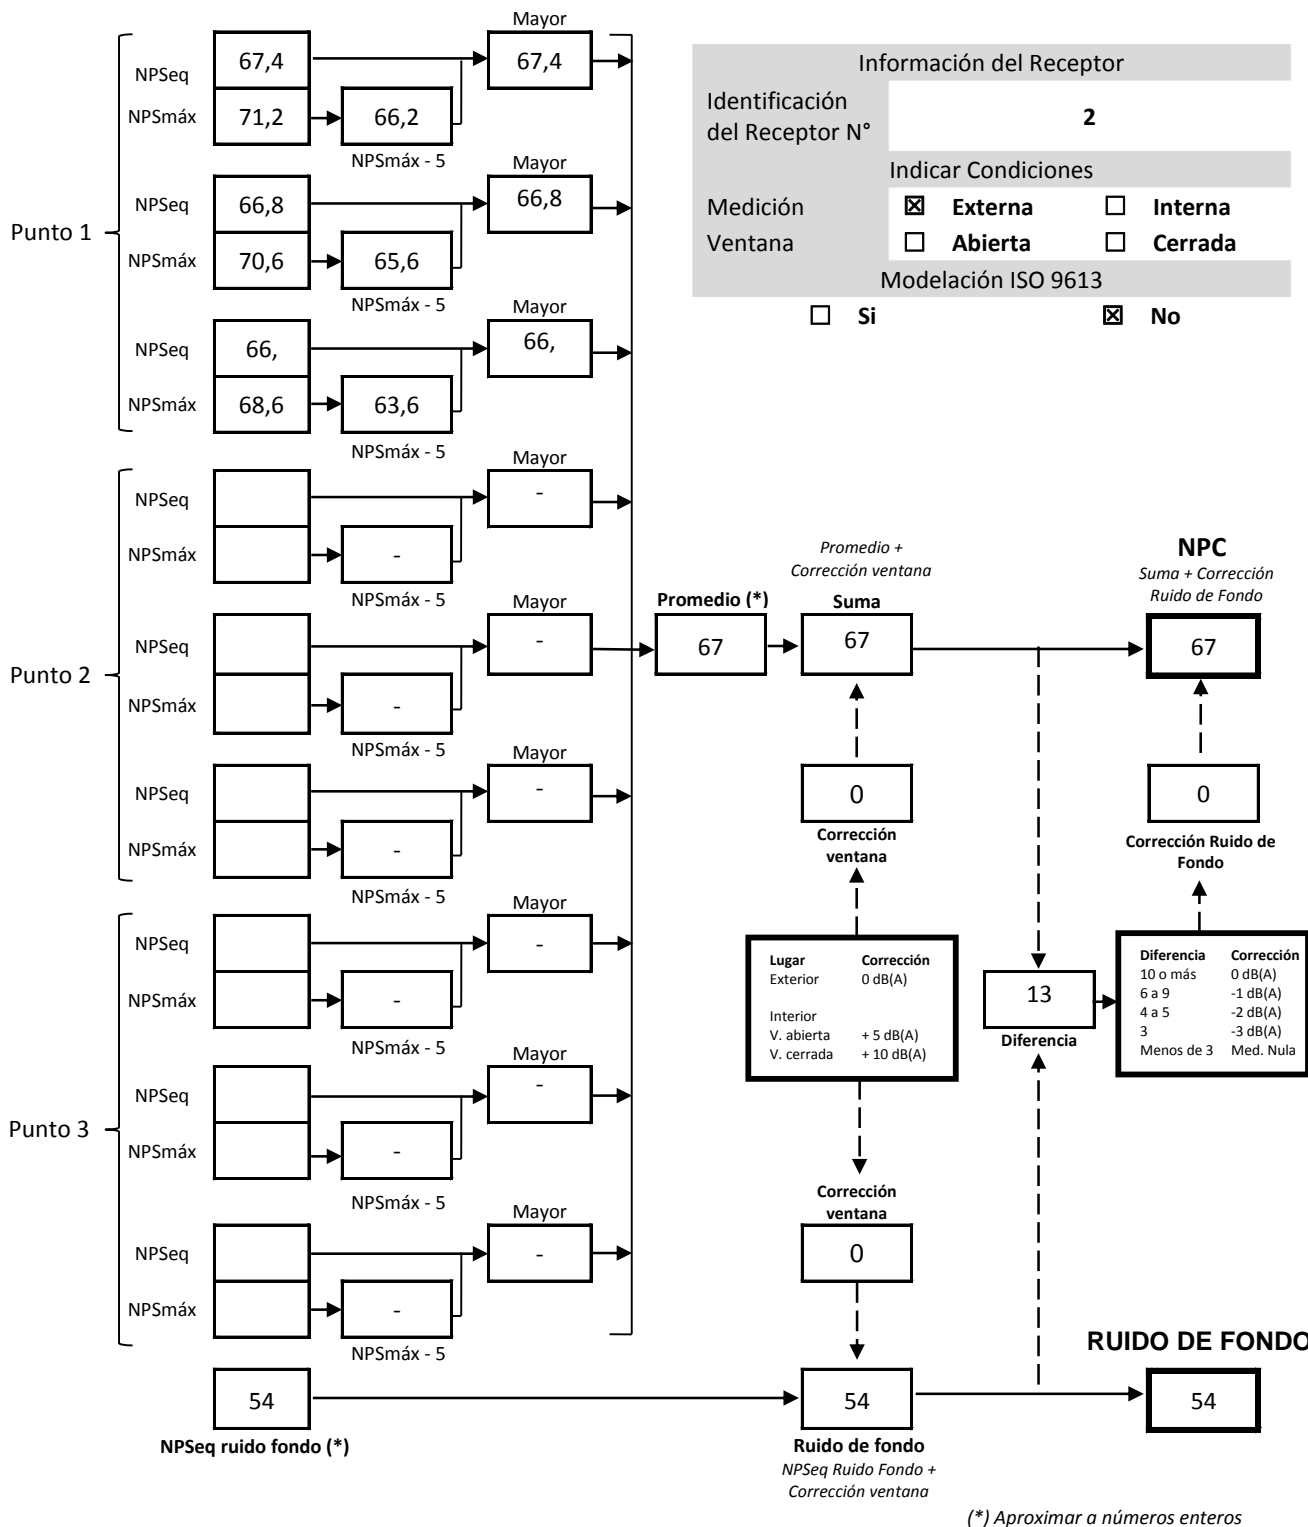 Mayor
NPSeq 67,4 67,4
NPSmáx 71,2 66,2
NPSmáx - 5
Mayor
NPSeq 66,8 66,8
Punto 1
NPSmáx 70,6 65,6
NPSmáx - 5
Mayor
NPSeq 66, 66,
NPSmáx 68,6 63,6
NPSmáx - 5
Información del Receptor
Identificación
del Receptor N°
2
Indicar Condiciones
Medición ☒ Externa ☐ Interna
Ventana ☐ Abierta ☐ Cerrada
Modelación ISO 9613
☐ Si ☒ No
Mayor
NPSeq -
NPSmáx -
NPSmáx - 5
Mayor
NPSeq -
Punto 2
NPSmáx -
NPSmáx - 5
Mayor
NPSeq -
NPSmáx -
NPSmáx - 5
Mayor
NPSeq -
NPSmáx -
NPSmáx - 5
Mayor
NPSeq -
Punto 3
NPSmáx -
NPSmáx - 5
Mayor
NPSeq -
NPSmáx -
NPSmáx - 5
54
NPSeq ruido fondo (*)
Promedio (*)
67
Promedio +
Corrección ventana
Suma
67
0
Corrección
ventana
Lugar Corrección
Exterior 0 dB(A)
Interior
V. abierta + 5 dB(A)
V. cerrada + 10 dB(A)
Corrección
ventana
0
54
Ruido de fondo
NPSeq Ruido Fondo +
Corrección ventana
13
Diferencia
NPC
Suma + Corrección
Ruido de Fondo
67
0
Corrección Ruido de
Fondo
Diferencia Corrección
10 o más 0 dB(A)
6 a 9 -1 dB(A)
4 a 5 -2 dB(A)
3 -3 dB(A)
Menos de 3 Med. Nula
RUIDO DE FONDO
54
(*) Aproximar a números enteros